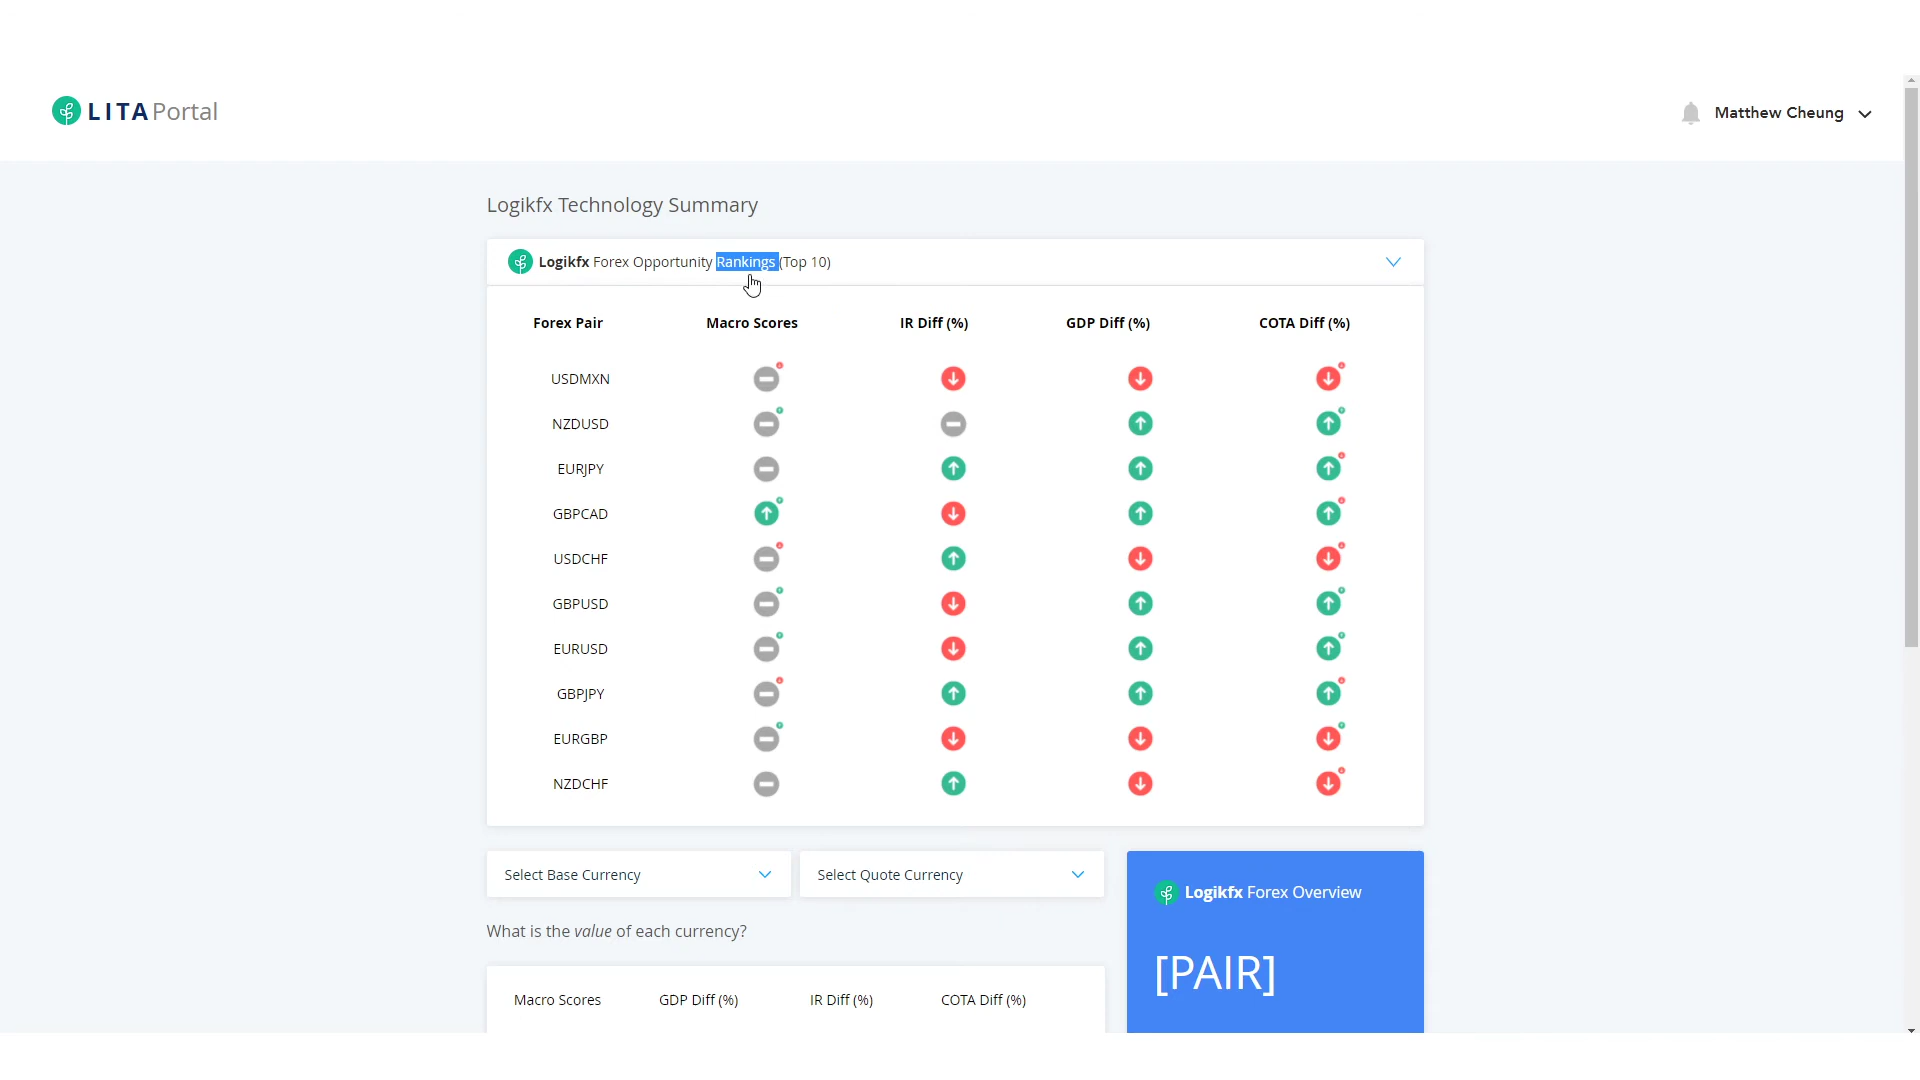 LITA Portal
Matthew Cheung
Logikfx Technology Summary
Logikfx Forex Opportunity Rankings (Top 10)
Forex Pair Macro Scores IR Diff (%) GDP Diff (%) COTA Diff (%)
USDMXN
NZDUSD
EURJPY
GBPCAD
USDCHF
GBPUSD
EURUSD
GBPJPY
EURGBP
NZDCHF
Select Base Currency Select Quote Currency
Logikfx Forex Overview
What is the value of each currency?
[PAIR]
Macro Scores GDP Diff (%) IR Diff (%) COTA Diff (%)